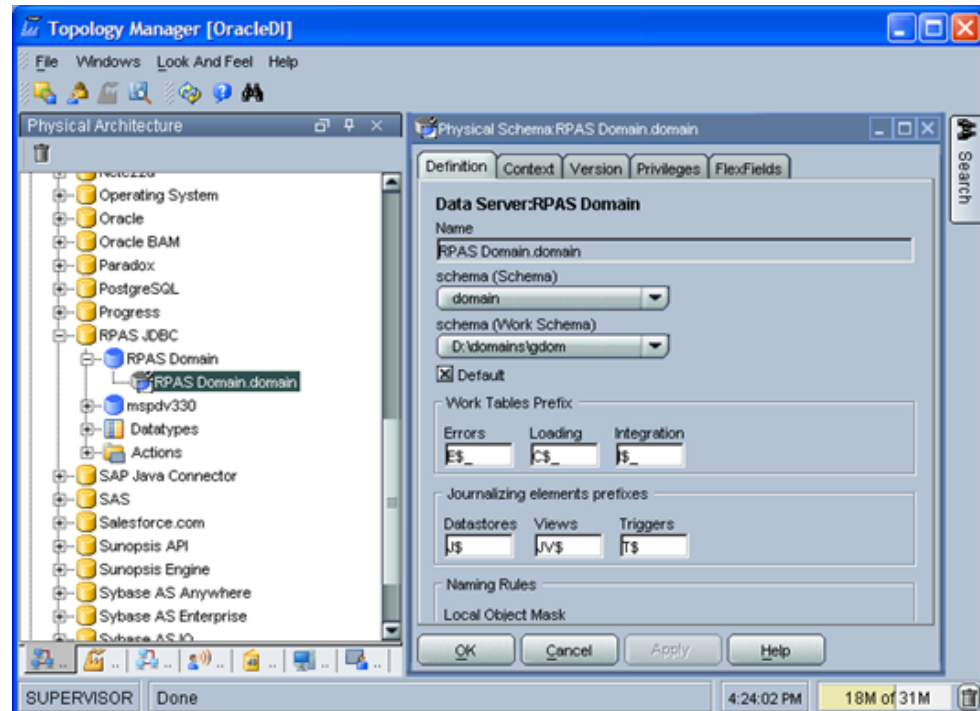 Topology Manager [OracleDI]
File Windows Look And Feel Help
Physical Architecture
Netezza
Operating System
Oracle
Oracle BAM
Paradox
PostgreSQL
Progress
RPAS JDBC
RPAS Domain
RPAS Domain.domain
mspdv330
Datatypes
Actions
SAP Java Connector
SAS
Salesforce.com
Sunopsis API
Sunopsis Engine
Sybase AS Anywhere
Sybase AS Enterprise
Sybase AS IQ
Physical Schema:RPAS Domain.domain
Definition Context Version Privileges FlexFields
Data Server:RPAS Domain
Name
RPAS Domain.domain
schema (Schema)
domain
schema (Work Schema)
D:\domains\gdom
Default
Work Tables Prefix
Errors Loading Integration
E$_ C$_ I$_
Journalizing elements prefixes
Datastores Views Triggers
J$ JV$ T$
Naming Rules
Local Object Mask
OK Cancel Apply Help
Search
SUPERVISOR Done 4:24:02 PM 18M of 31M